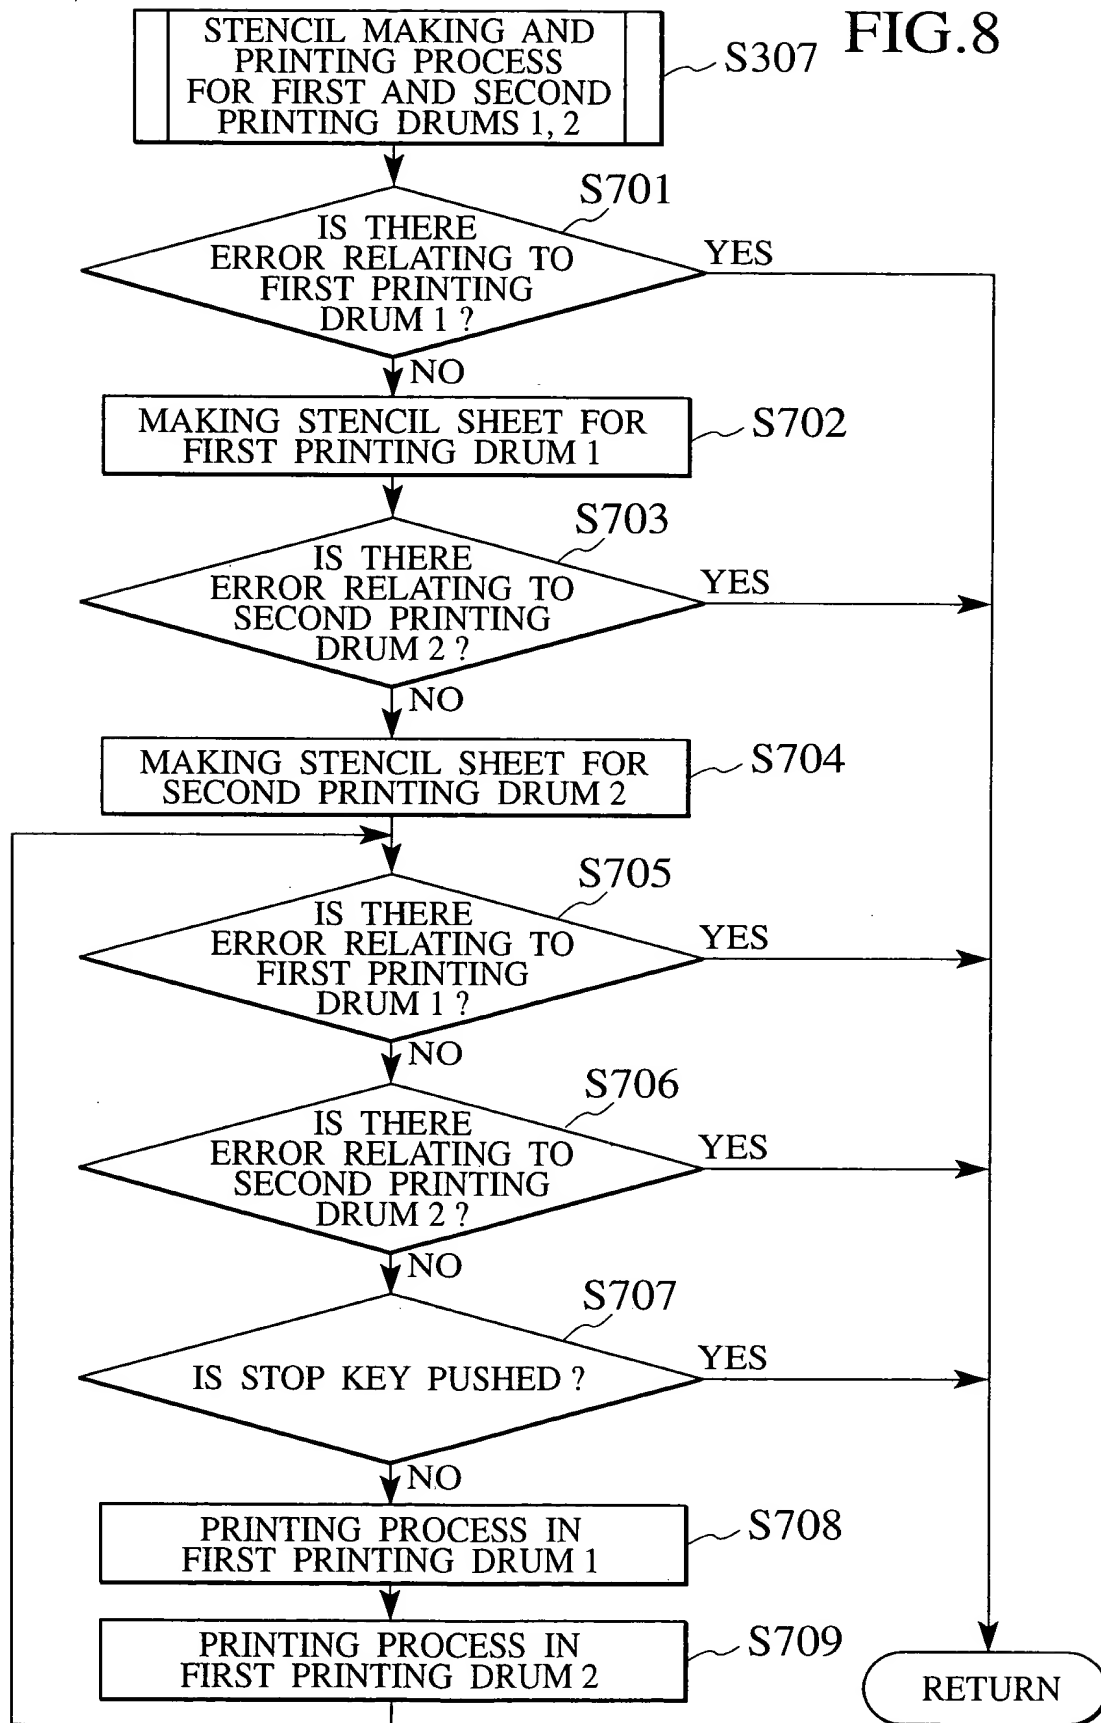 FIG.8
STENCIL MAKING AND
PRINTING PROCESS
FOR FIRST AND SECOND
PRINTING DRUMS 1, 2
S307
S701
IS THERE
ERROR RELATING TO
FIRST PRINTING
DRUM 1 ?
YES
NO
MAKING STENCIL SHEET FOR
FIRST PRINTING DRUM 1
S702
S703
IS THERE
ERROR RELATING TO
SECOND PRINTING
DRUM 2 ?
YES
NO
MAKING STENCIL SHEET FOR
SECOND PRINTING DRUM 2
S704
S705
IS THERE
ERROR RELATING TO
FIRST PRINTING
DRUM 1 ?
YES
NO
S706
IS THERE
ERROR RELATING TO
SECOND PRINTING
DRUM 2 ?
YES
NO
S707
IS STOP KEY PUSHED ?
YES
NO
PRINTING PROCESS IN
FIRST PRINTING DRUM 1
S708
PRINTING PROCESS IN
FIRST PRINTING DRUM 2
S709
RETURN